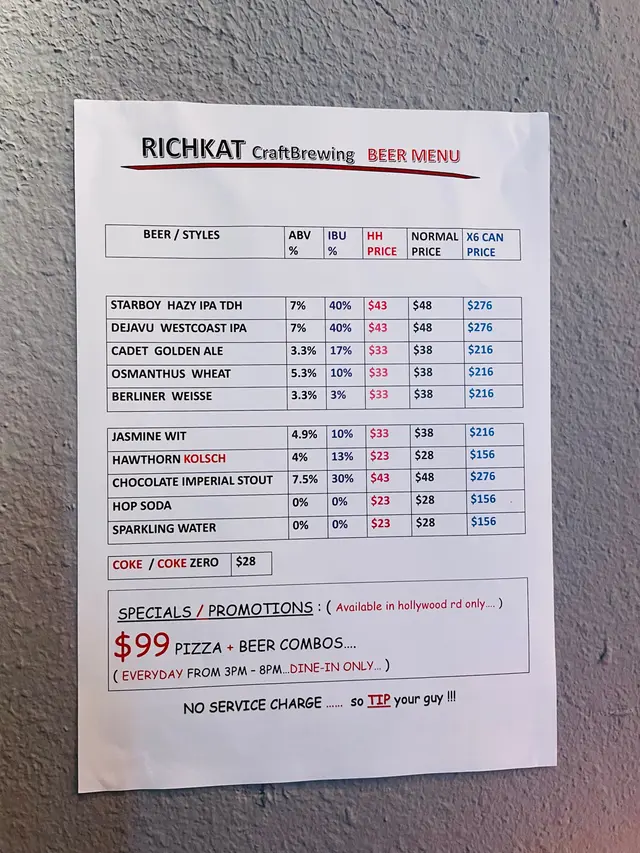 RICHKAT CraftBrewing BEER MENU
BEER / STYLES ABV % IBU % HH PRICE NORMAL PRICE X6 CAN PRICE
STARBOY HAZY IPA TDH 7% 40% $43 $48 $276
DEJAVU WESTCOAST IPA 7% 40% $43 $48 $276
CADET GOLDEN ALE 3.3% 17% $33 $38 $216
OSMANTHUS WHEAT 5.3% 10% $33 $38 $216
BERLINER WEISSE 3.3% 3% $33 $38 $216
JASMINE WIT 4.9% 10% $33 $38 $216
HAWTHORN KOLSCH 4% 13% $23 $28 $156
CHOCOLATE IMPERIAL STOUT 7.5% 30% $43 $48 $276
HOP SODA 0% 0% $23 $28 $156
SPARKLING WATER 0% 0% $23 $28 $156
COKE / COKE ZERO $28
SPECIALS / PROMOTIONS : ( Available in hollywood rd only.... )
$99 PIZZA + BEER COMBOS....
( EVERYDAY FROM 3PM – 8PM...DINE-IN ONLY... )
NO SERVICE CHARGE ...... so TIP your guy !!!